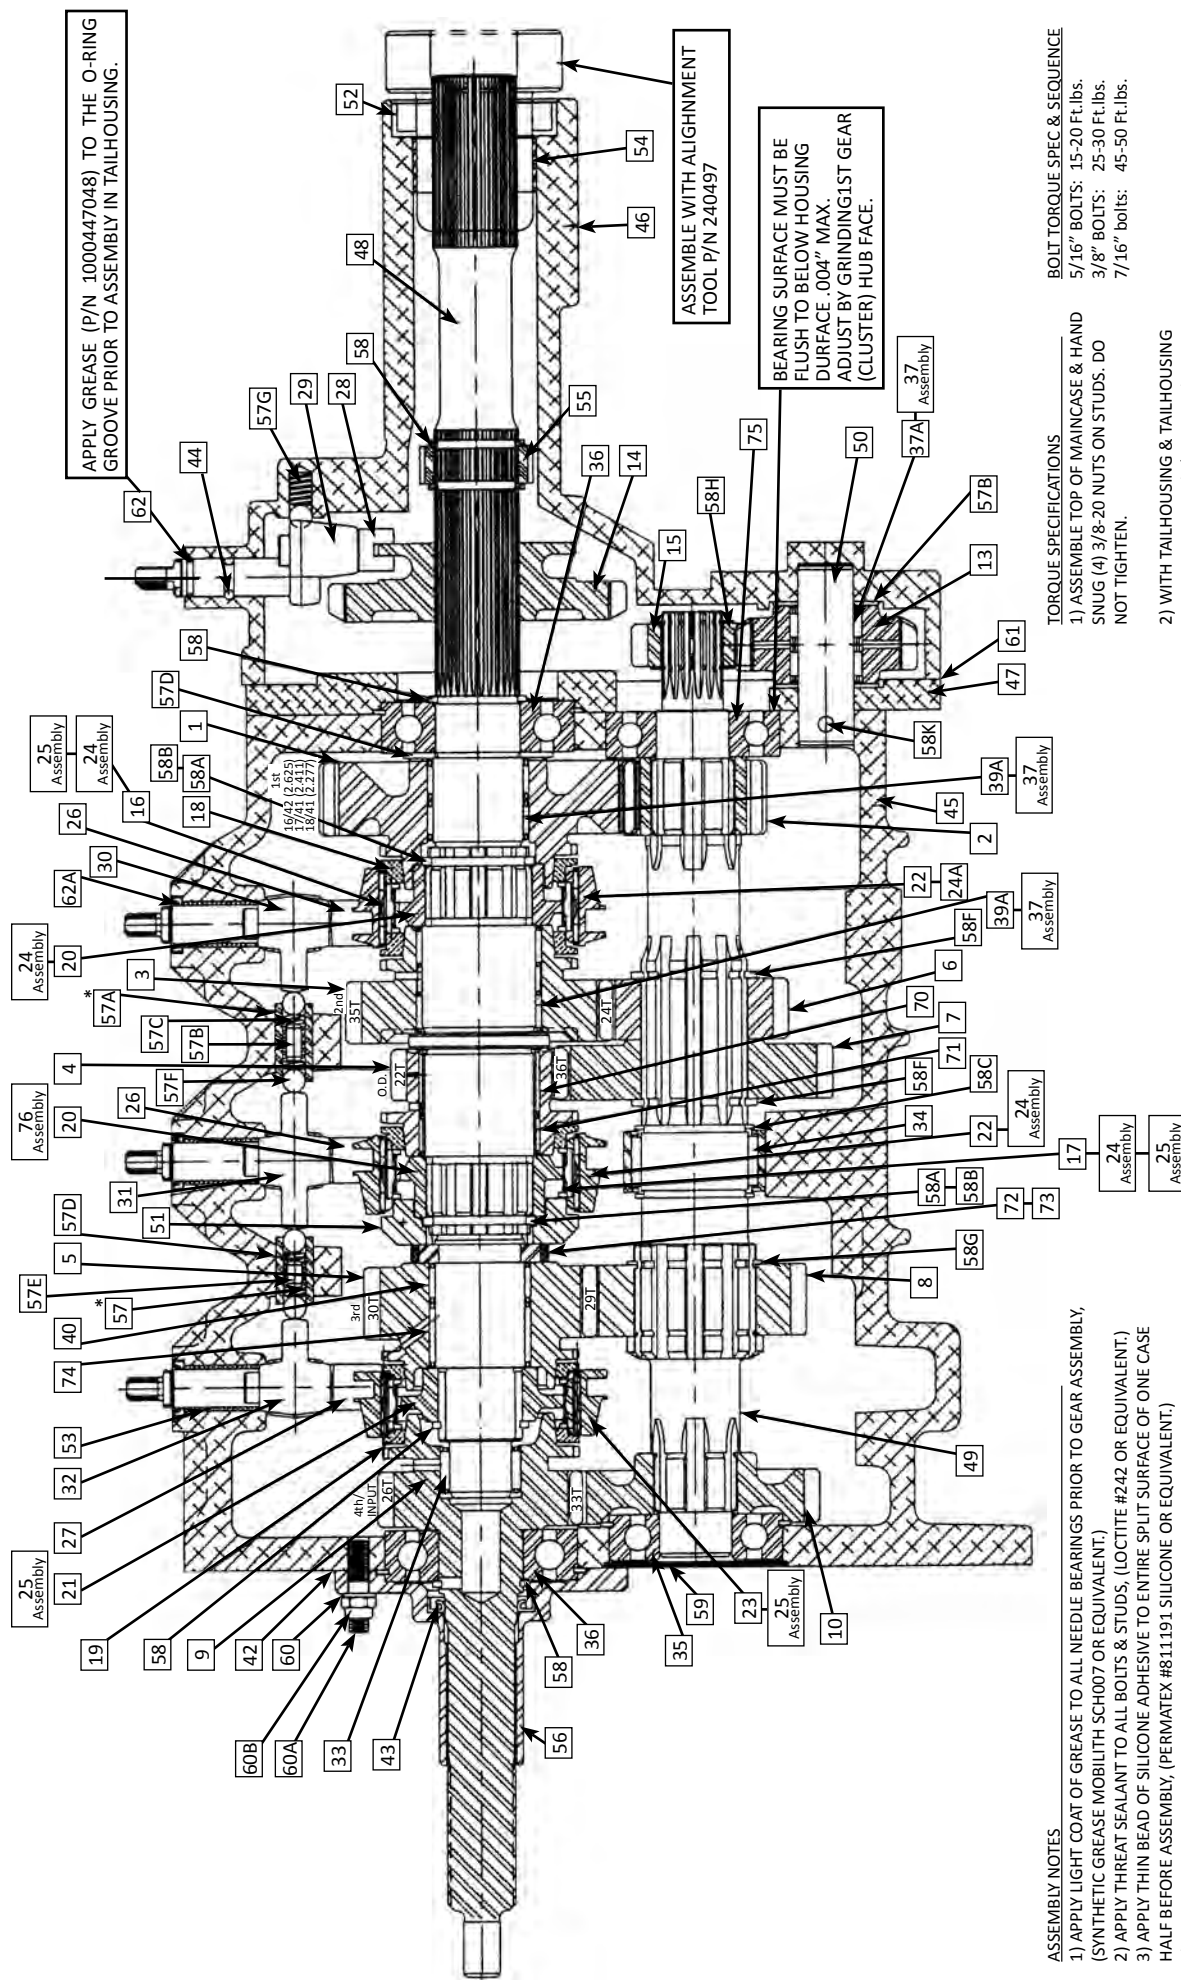 APPLY GREASE (P/N 1000447048) TO THE O-RING
GROOVE PRIOR TO ASSEMBLY IN TAILHOUSING.
25
Assembly
21
27
32
53
74
40
57*
57E
5
57D
51
31
76
Assembly
20
26
4
57F
57B
57C
57A*
3
24
Assembly
20
62A
30
26
16
24
Assembly
25
Assembly
18
58B
58A
1
57D
58
62
44
57G
29
28
58
48
52
19
58
9
42
60
60B
60A
33
43
4th/
INPUT
26T
3rd
30T
O.D.
22T
2nd
35T
1st
16/42 (2.625)
17/41 (2.411)
18/41 (2.277)
33T
29T
36T
24T
56
58
36
35
59
23
25
Assembly
10
49
8
58G
72
73
58A
58B
17
24
Assembly
25
Assembly
22
24
Assembly
34
58C
58F
7
71
70
6
58F
39A
37
Assembly
22
24A
2
45
39A
37
Assembly
58K
47
61
13
57B
50
37A
37
Assembly
75
58H
15
14
36
55
46
54
ASSEMBLE WITH ALIGHNMENT
TOOL P/N 240497
BEARING SURFACE MUST BE
FLUSH TO BELOW HOUSING
DURFACE .004” MAX.
ADJUST BY GRINDING1ST GEAR
(CLUSTER) HUB FACE.
ASSEMBLY NOTES
1) APPLY LIGHT COAT OF GREASE TO ALL NEEDLE BEARINGS PRIOR TO GEAR ASSEMBLY,
(SYNTHETIC GREASE MOBILITH SCH007 OR EQUIVALENT.)
2) APPLY THREAT SEALANT TO ALL BOLTS & STUDS, (LOCTITE #242 OR EQUIVALENT.)
3) APPLY THIN BEAD OF SILICONE ADHESIVE TO ENTIRE SPLIT SURFACE OF ONE CASE
HALF BEFORE ASSEMBLY, (PERMATEX #811191 SILICONE OR EQUIVALENT.)
TORQUE SPECIFICATIONS
1) ASSEMBLE TOP OF MAINCASE & HAND
SNUG (4) 3/8-20 NUTS ON STUDS. DO
NOT TIGHTEN.
2) WITH TAILHOUSING & TAILHOUSING
BOLT TORQUE SPEC & SEQUENCE
5/16” BOLTS: 15-20 Ft.lbs.
3/8” BOLTS: 25-30 Ft.lbs.
7/16” bolts: 45-50 Ft.lbs.